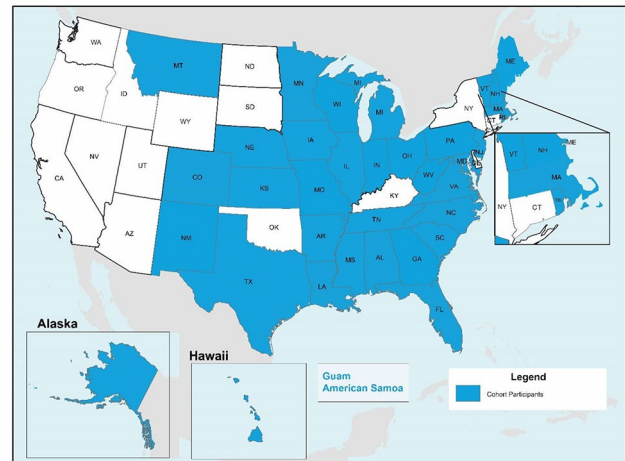 WA
MT
ND
MN
ME
OR
ID
SD
WI
MI
MI
VT
NH
NY
MA
CT
RI
WY
IA
NE
PA
NJ
NV
UT
CO
IL
IN
OH
MD
WV
VA
CA
KS
MO
KY
AZ
NM
OK
AR
TN
NC
SC
TX
LA
MS
AL
GA
FL
VT
NH
ME
MA
NY
CT
RI
Alaska
Hawaii
Guam
American Samoa
Legend
Cohort Participants